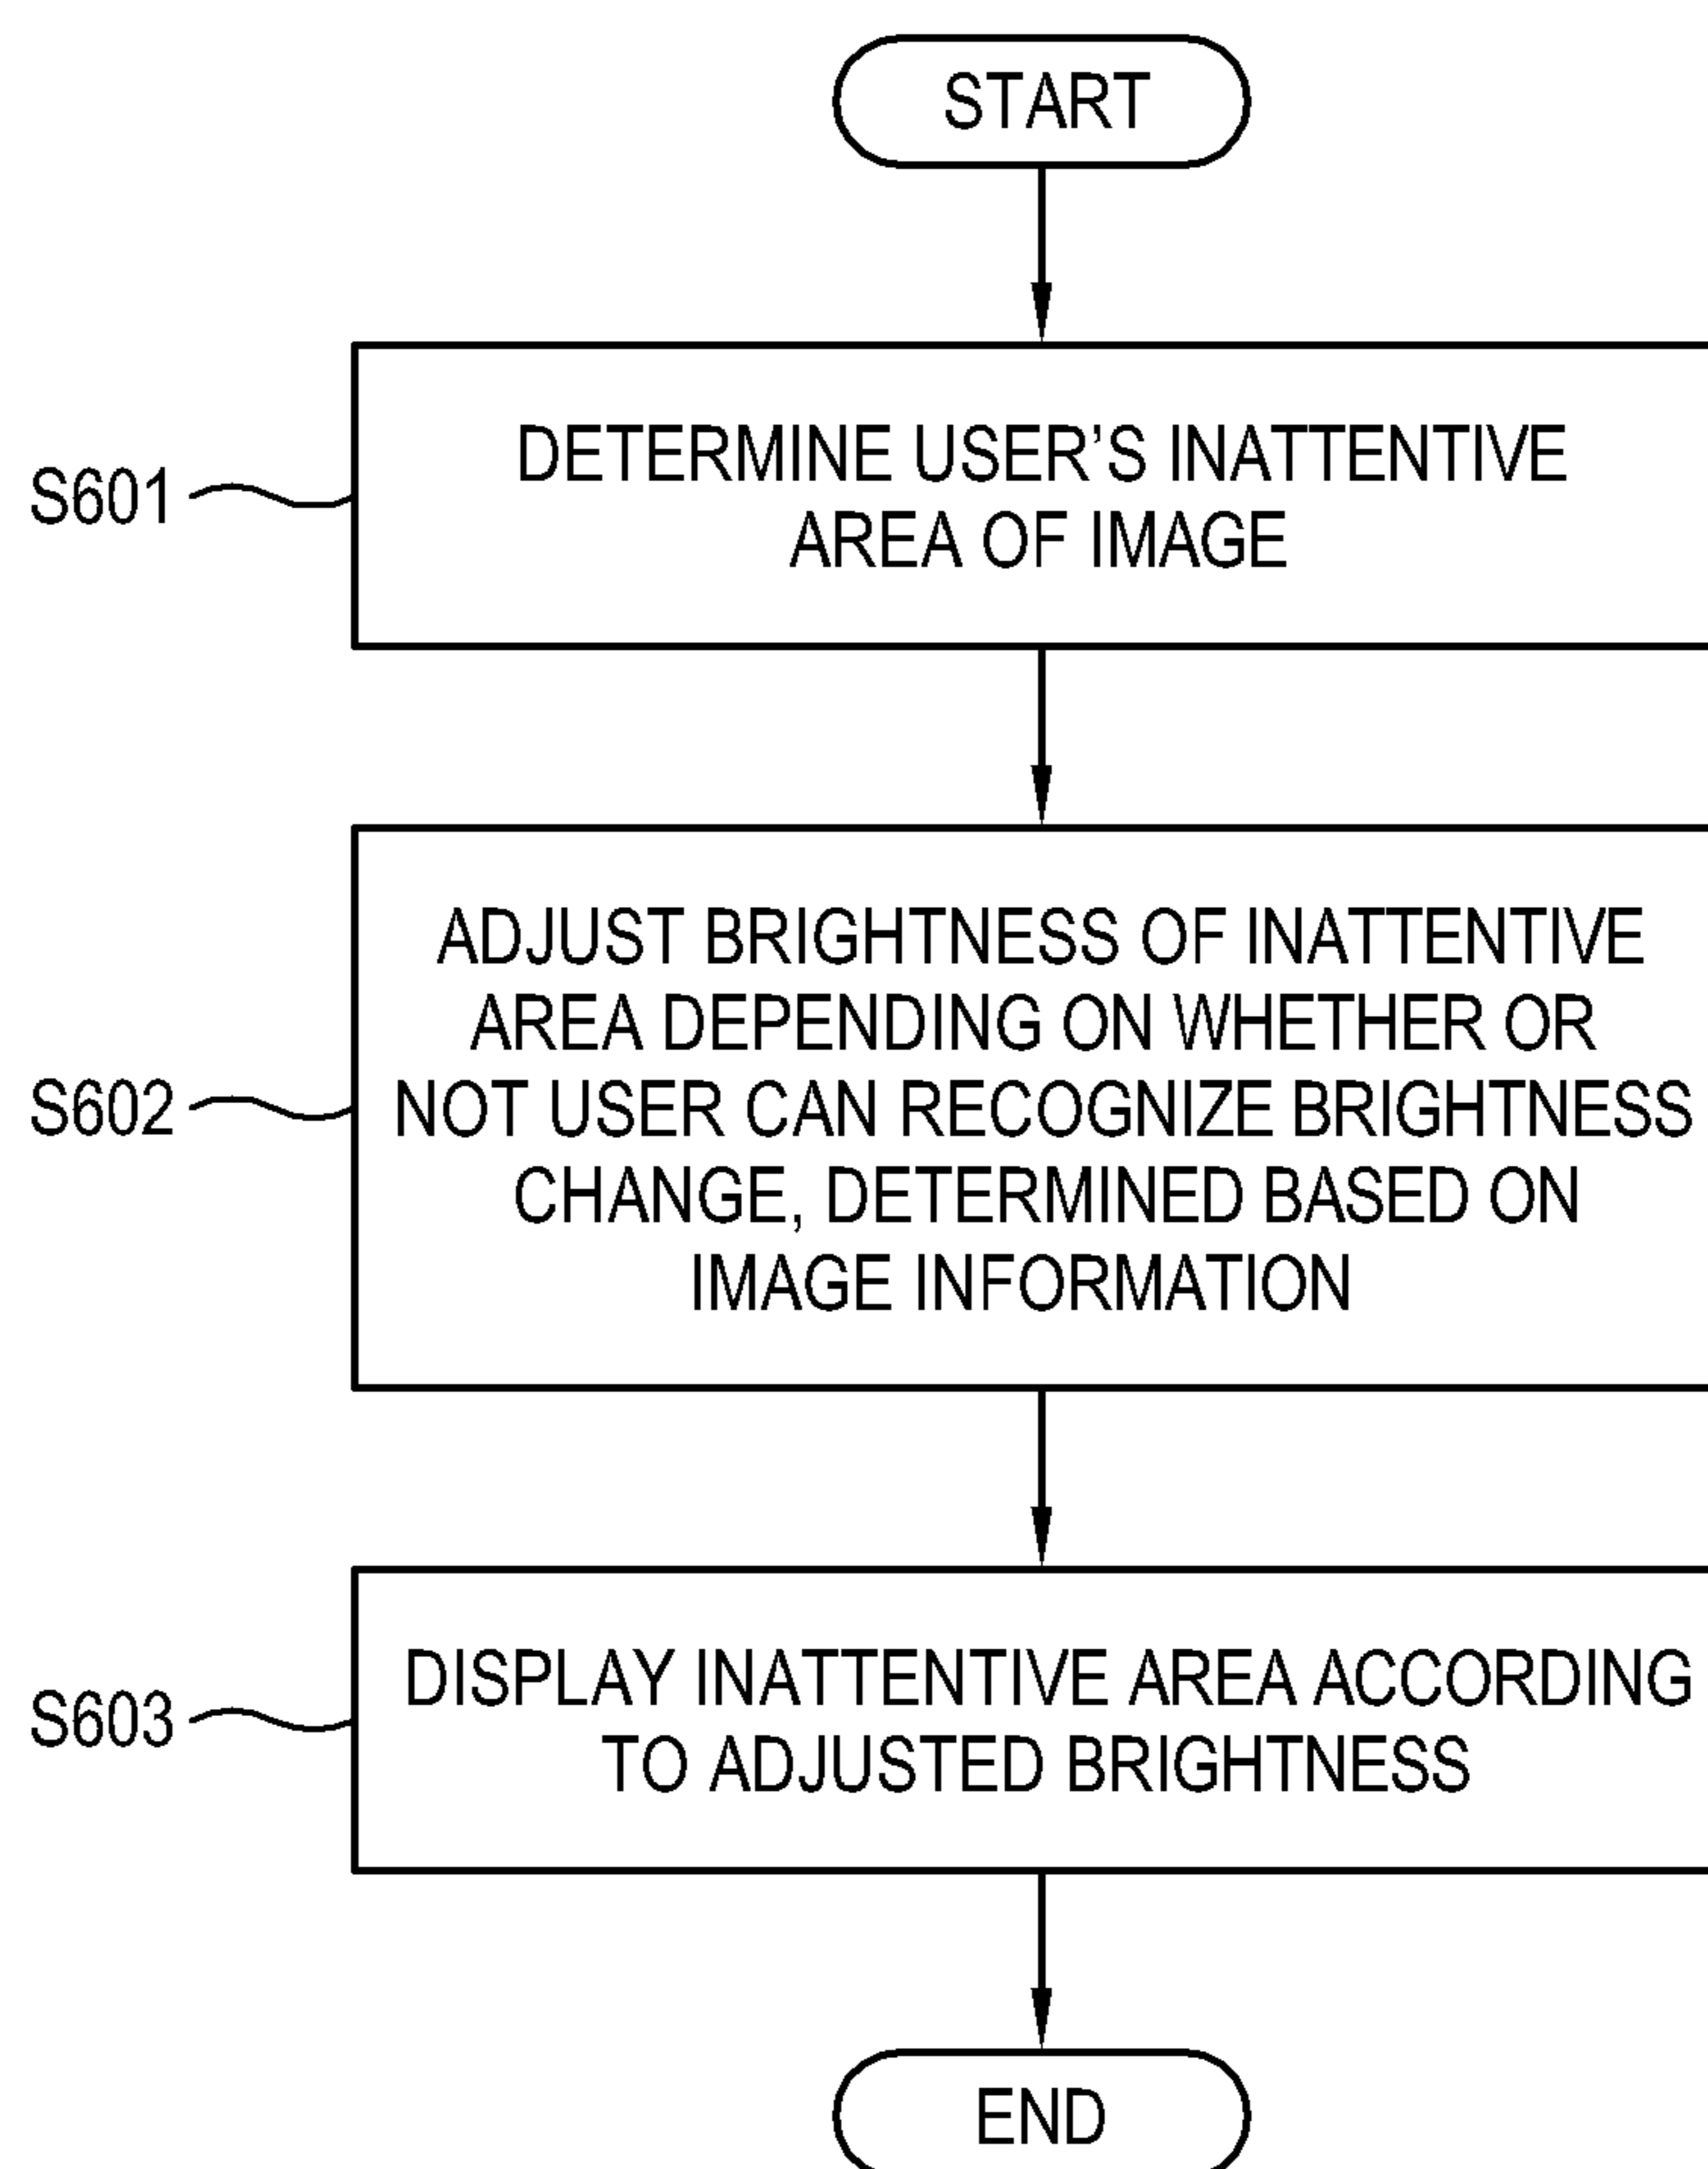 START
S601
DETERMINE USER'S INATTENTIVE
AREA OF IMAGE
S602
ADJUST BRIGHTNESS OF INATTENTIVE
AREA DEPENDING ON WHETHER OR
NOT USER CAN RECOGNIZE BRIGHTNESS
CHANGE, DETERMINED BASED ON
IMAGE INFORMATION
S603
DISPLAY INATTENTIVE AREA ACCORDING
TO ADJUSTED BRIGHTNESS
END